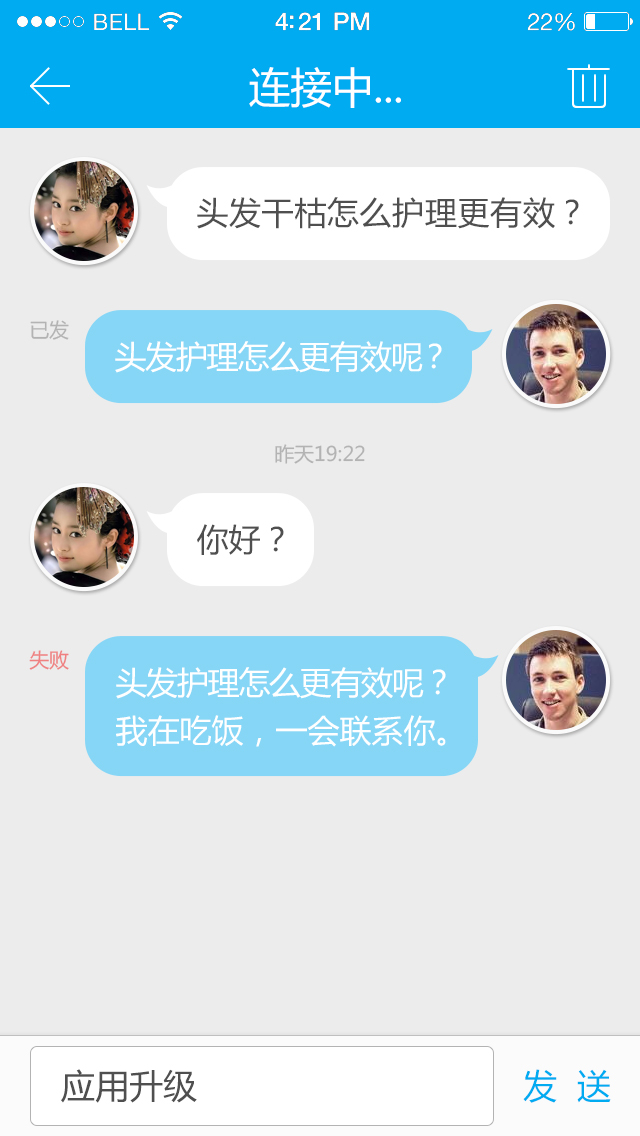 BELL 4:21 PM 22%
连接中...
头发干枯怎么护理更有效？
已发
头发护理怎么更有效呢？
昨天19:22
你好？
失败
头发护理怎么更有效呢？
我在吃饭，一会联系你。
应用升级
发 送